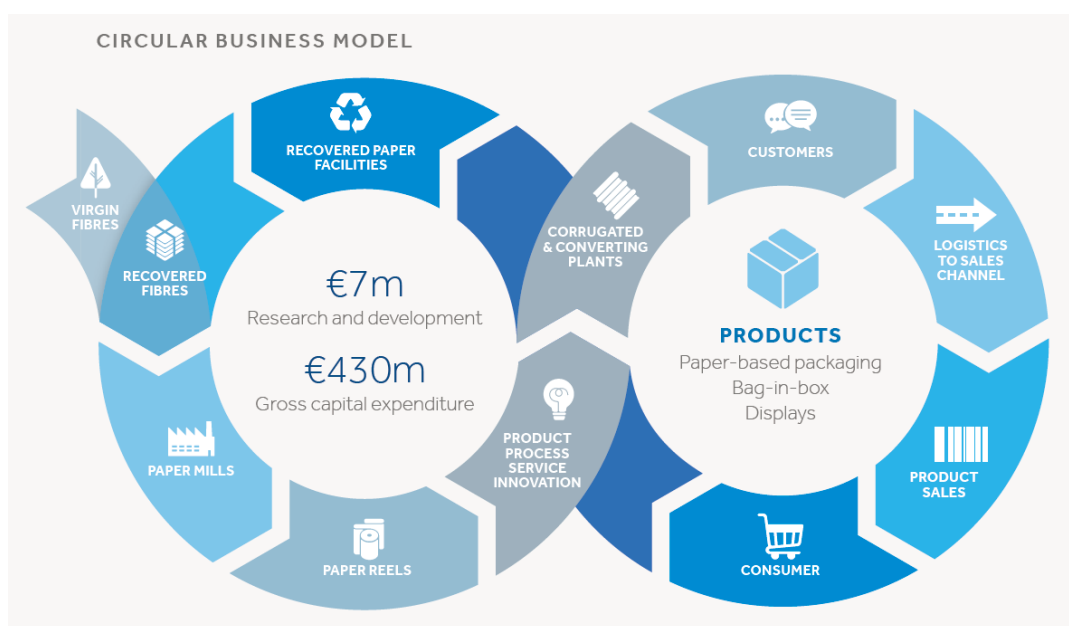 CIRCULAR BUSINESS MODEL
RECOVERED PAPER
FACILITIES
VIRGIN
FIBRES
RECOVERED
FIBRES
PAPER MILLS
PAPER REELS
€7m
Research and development
€430m
Gross capital expenditure
PRODUCT
PROCESS
SERVICE
INNOVATION
CORRUGATED
& CONVERTING
PLANTS
CUSTOMERS
LOGISTICS
TO SALES
CHANNEL
PRODUCT
SALES
CONSUMER
PRODUCTS
Paper-based packaging
Bag-in-box
Displays